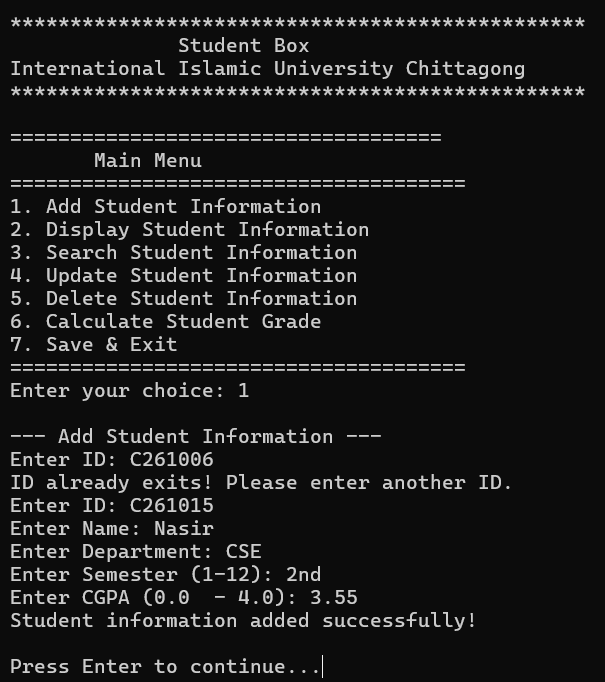 ************************************************
Student Box
International Islamic University Chittagong
************************************************
====================================
Main Menu
======================================
1. Add Student Information
2. Display Student Information
3. Search Student Information
4. Update Student Information
5. Delete Student Information
6. Calculate Student Grade
7. Save & Exit
======================================
Enter your choice: 1
--- Add Student Information ---
Enter ID: C261006
ID already exits! Please enter another ID.
Enter ID: C261015
Enter Name: Nasir
Enter Department: CSE
Enter Semester (1-12): 2nd
Enter CGPA (0.0  - 4.0): 3.55
Student information added successfully!
Press Enter to continue...